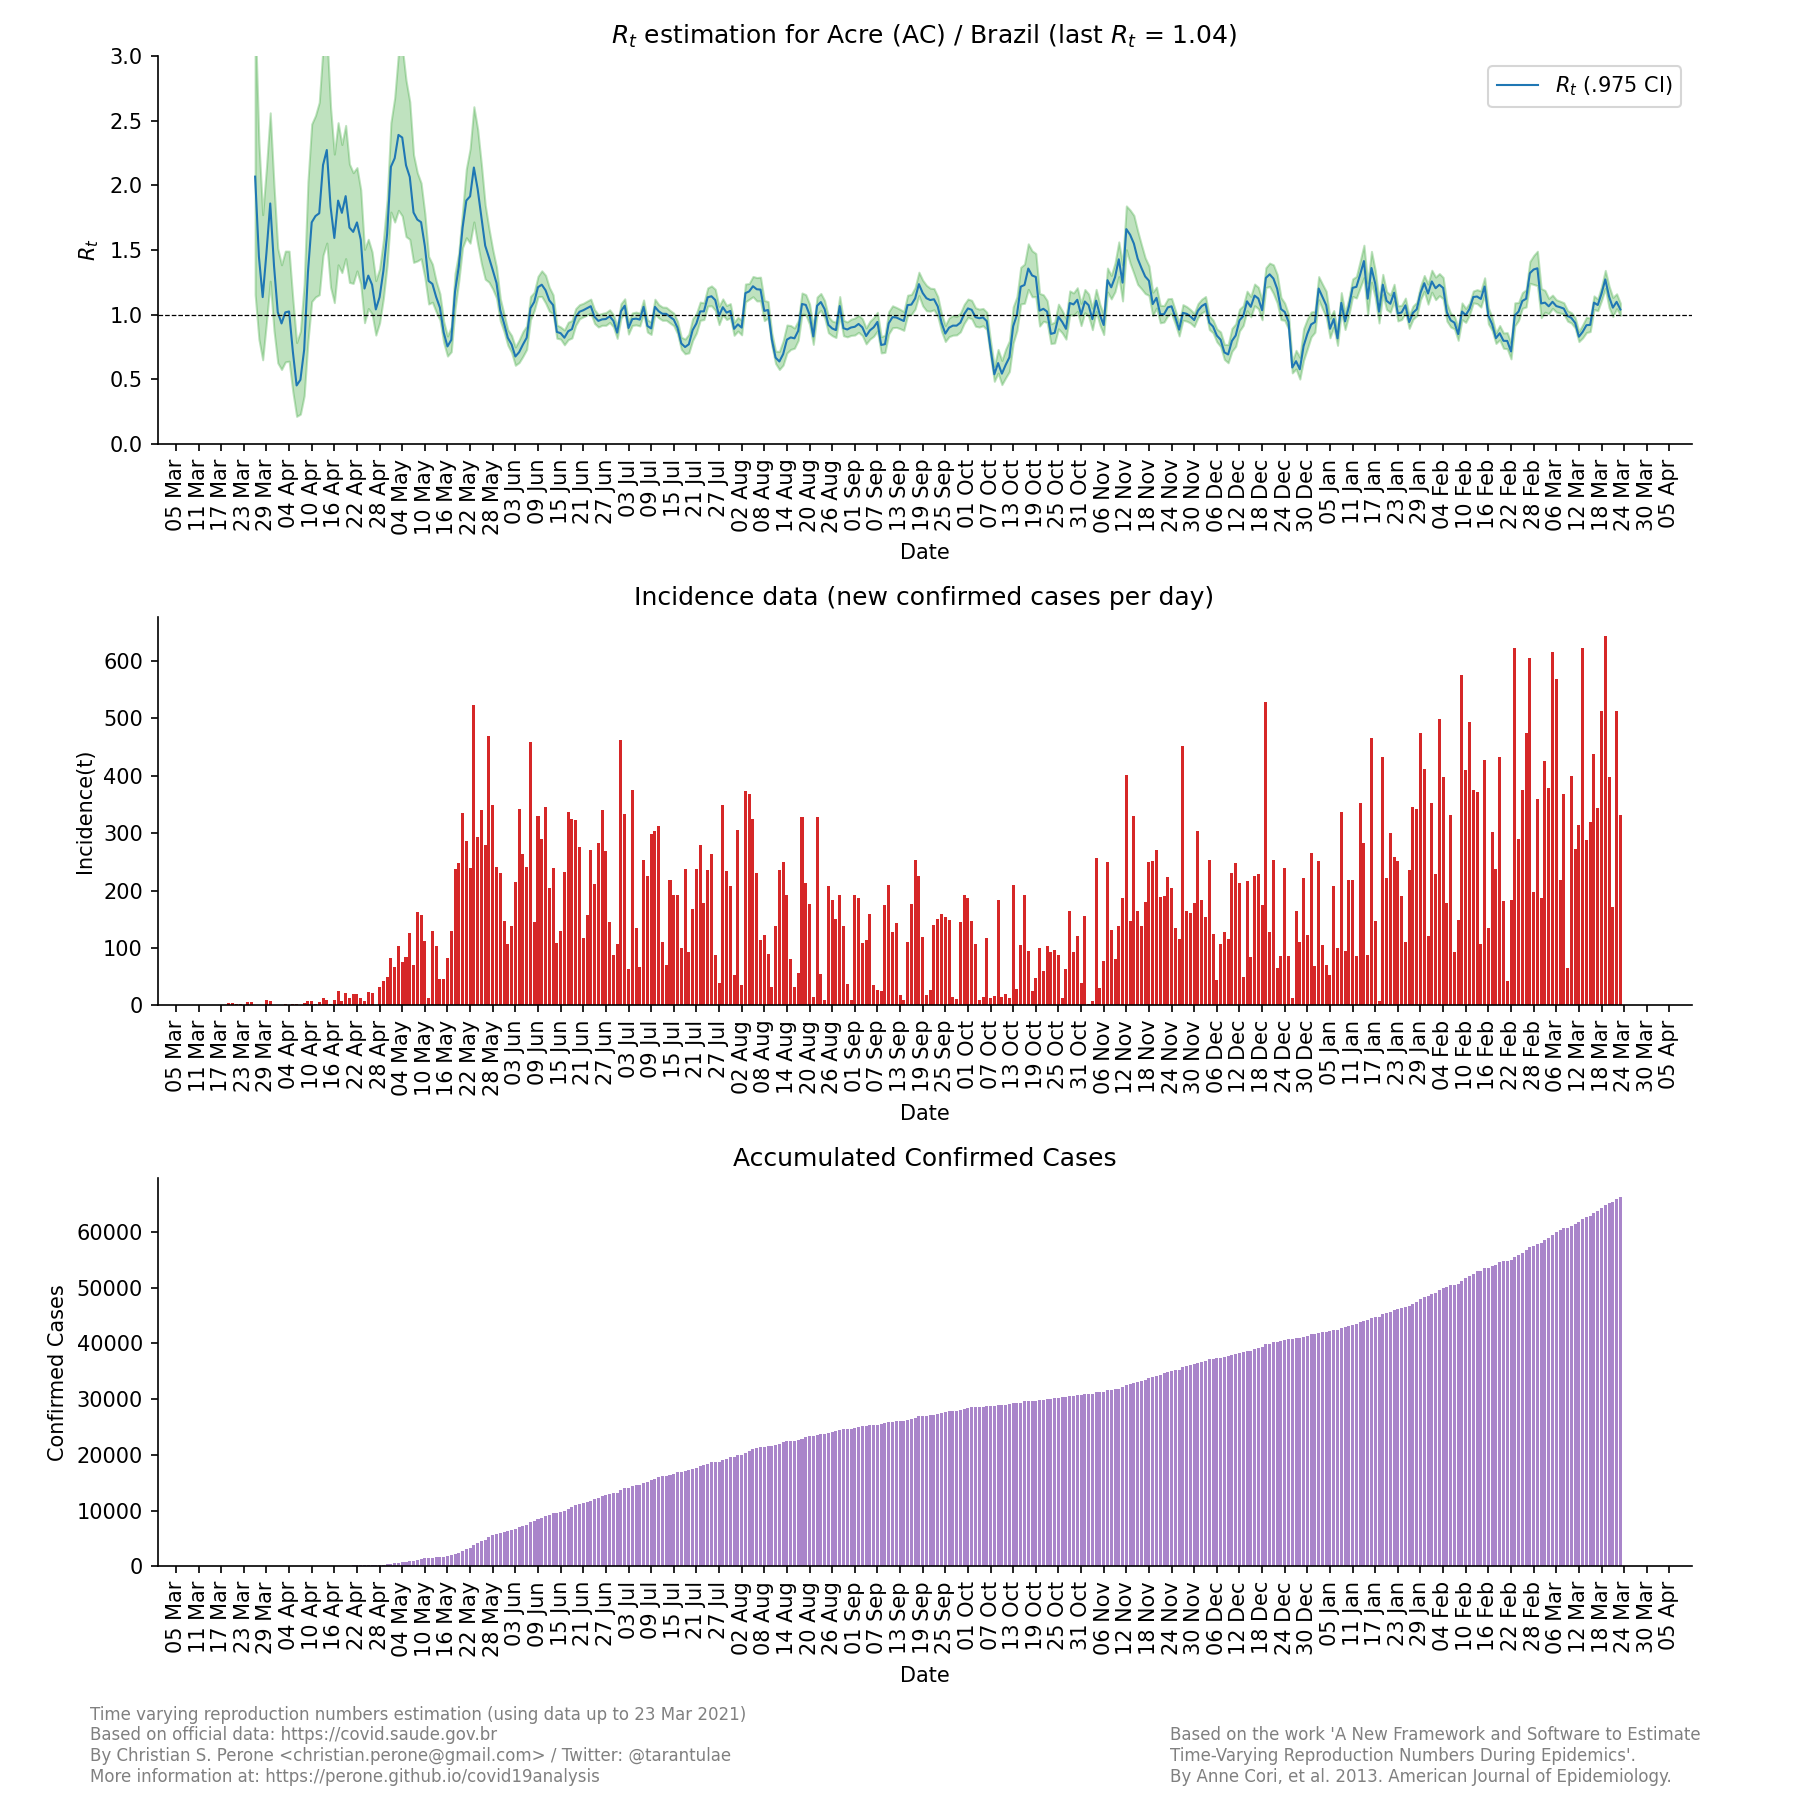 Rt estimation for Acre (AC) / Brazil (last Rt = 1.04)
Rt (.975 CI)
3.0
2.5
2.0
1.5
1.0
0.5
0.0
Rt
05 Mar 11 Mar 17 Mar 23 Mar 29 Mar 04 Apr 10 Apr 16 Apr 22 Apr 28 Apr 04 May 10 May 16 May 22 May 28 May 03 Jun 09 Jun 15 Jun 21 Jun 27 Jun 03 Jul 09 Jul 15 Jul 21 Jul 27 Jul 02 Aug 08 Aug 14 Aug 20 Aug 26 Aug 01 Sep 07 Sep 13 Sep 19 Sep 25 Sep 01 Oct 07 Oct 13 Oct 19 Oct 25 Oct 31 Oct 06 Nov 12 Nov 18 Nov 24 Nov 30 Nov 06 Dec 12 Dec 18 Dec 24 Dec 30 Dec 05 Jan 11 Jan 17 Jan 23 Jan 29 Jan 04 Feb 10 Feb 16 Feb 22 Feb 28 Feb 06 Mar 12 Mar 18 Mar 24 Mar 30 Mar 05 Apr
Date
Incidence data (new confirmed cases per day)
600
500
400
300
200
100
0
Incidence(t)
05 Mar 11 Mar 17 Mar 23 Mar 29 Mar 04 Apr 10 Apr 16 Apr 22 Apr 28 Apr 04 May 10 May 16 May 22 May 28 May 03 Jun 09 Jun 15 Jun 21 Jun 27 Jun 03 Jul 09 Jul 15 Jul 21 Jul 27 Jul 02 Aug 08 Aug 14 Aug 20 Aug 26 Aug 01 Sep 07 Sep 13 Sep 19 Sep 25 Sep 01 Oct 07 Oct 13 Oct 19 Oct 25 Oct 31 Oct 06 Nov 12 Nov 18 Nov 24 Nov 30 Nov 06 Dec 12 Dec 18 Dec 24 Dec 30 Dec 05 Jan 11 Jan 17 Jan 23 Jan 29 Jan 04 Feb 10 Feb 16 Feb 22 Feb 28 Feb 06 Mar 12 Mar 18 Mar 24 Mar 30 Mar 05 Apr
Date
Accumulated Confirmed Cases
60000
50000
40000
30000
20000
10000
0
Confirmed Cases
05 Mar 11 Mar 17 Mar 23 Mar 29 Mar 04 Apr 10 Apr 16 Apr 22 Apr 28 Apr 04 May 10 May 16 May 22 May 28 May 03 Jun 09 Jun 15 Jun 21 Jun 27 Jun 03 Jul 09 Jul 15 Jul 21 Jul 27 Jul 02 Aug 08 Aug 14 Aug 20 Aug 26 Aug 01 Sep 07 Sep 13 Sep 19 Sep 25 Sep 01 Oct 07 Oct 13 Oct 19 Oct 25 Oct 31 Oct 06 Nov 12 Nov 18 Nov 24 Nov 30 Nov 06 Dec 12 Dec 18 Dec 24 Dec 30 Dec 05 Jan 11 Jan 17 Jan 23 Jan 29 Jan 04 Feb 10 Feb 16 Feb 22 Feb 28 Feb 06 Mar 12 Mar 18 Mar 24 Mar 30 Mar 05 Apr
Date
Time varying reproduction numbers estimation (using data up to 23 Mar 2021)
Based on official data: https://covid.saude.gov.br
By Christian S. Perone <christian.perone@gmail.com> / Twitter: @tarantulae
More information at: https://perone.github.io/covid19analysis
Based on the work 'A New Framework and Software to Estimate
Time-Varying Reproduction Numbers During Epidemics'.
By Anne Cori, et al. 2013. American Journal of Epidemiology.